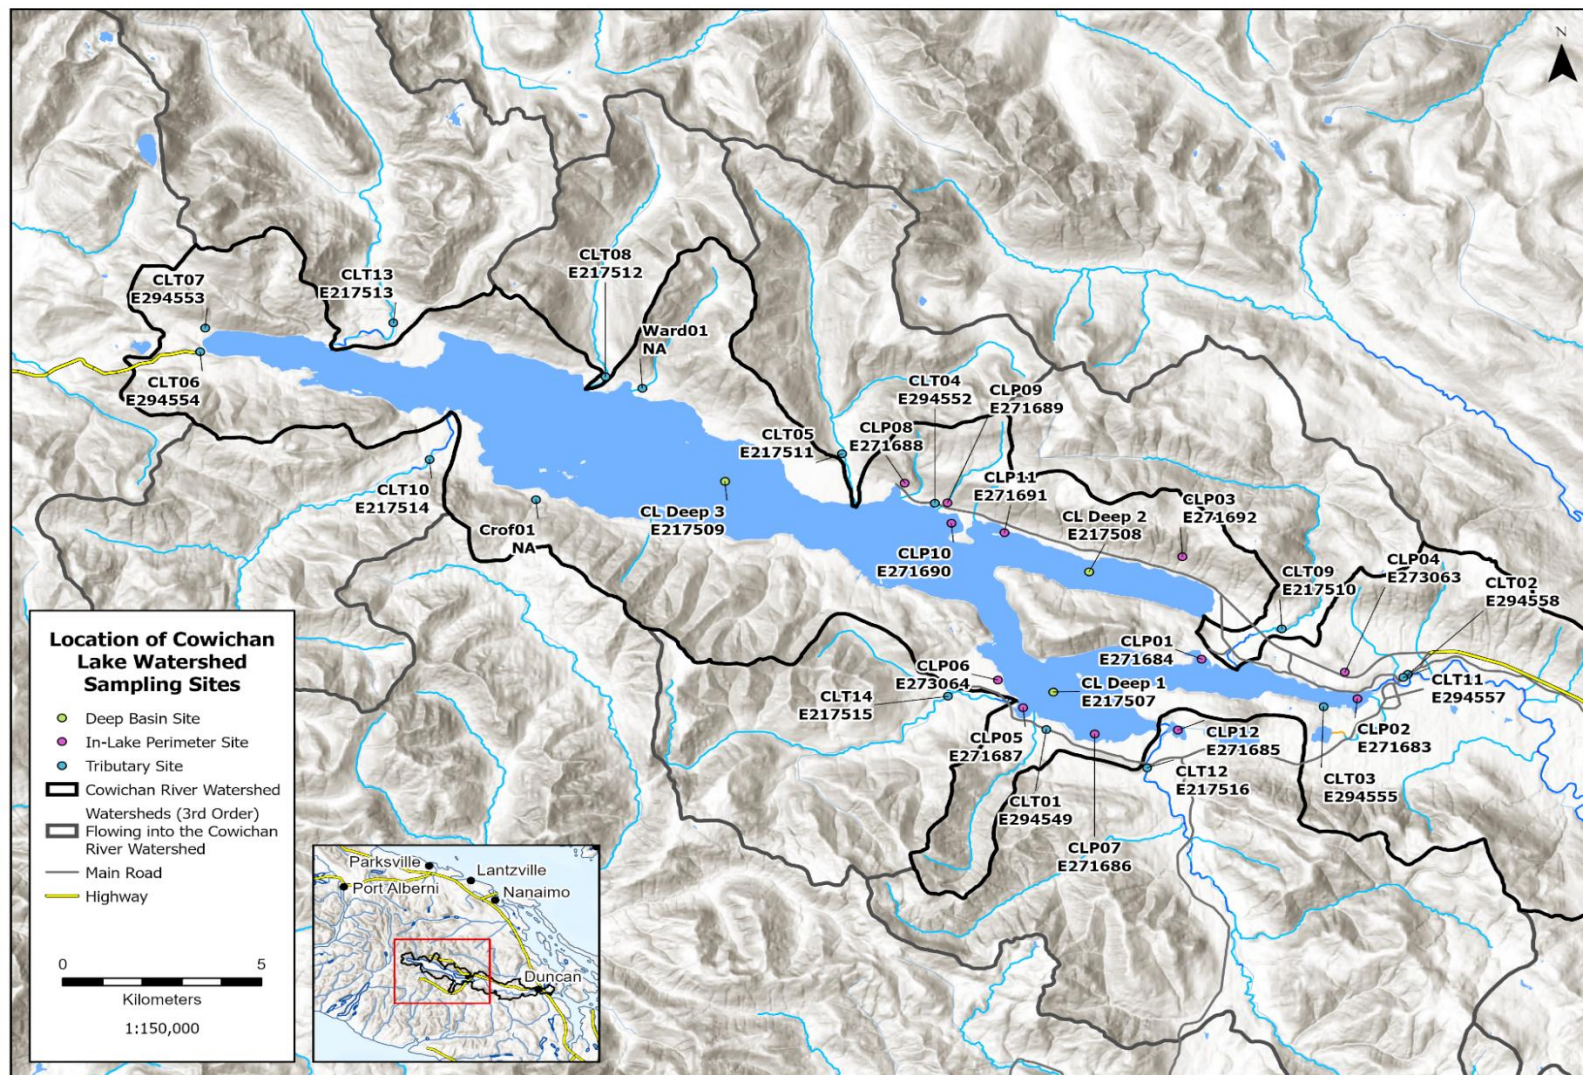 N
CLT07
E294553
CLT13
E217513
CLT08
E217512
Ward01
NA
CLT06
E294554
CLT04
E294552
CLP09
E271689
CLT05
E217511
CLP08
E271688
CLT10
E217514
Crof01
NA
CL Deep 3
E217509
CLP11
E271691
CL Deep 2
E217508
CLP03
E271692
CLP10
E271690
CLT09
E217510
CLP04
E273063
CLT02
E294558
CLP01
E271684
CLP06
E273064
CL Deep 1
E217507
CLT14
E217515
CLT11
E294557
CLP05
E271687
CLP12
E271685
CLP02
E271683
CLT12
E217516
CLT03
E294555
CLT01
E294549
CLP07
E271686
Location of Cowichan
Lake Watershed
Sampling Sites
Deep Basin Site
In-Lake Perimeter Site
Tributary Site
Cowichan River Watershed
Watersheds (3rd Order)
Flowing into the Cowichan
River Watershed
Main Road
Highway
0 5
Kilometers
1:150,000
Parksville
Lantzville
Port Alberni
Nanaimo
Duncan